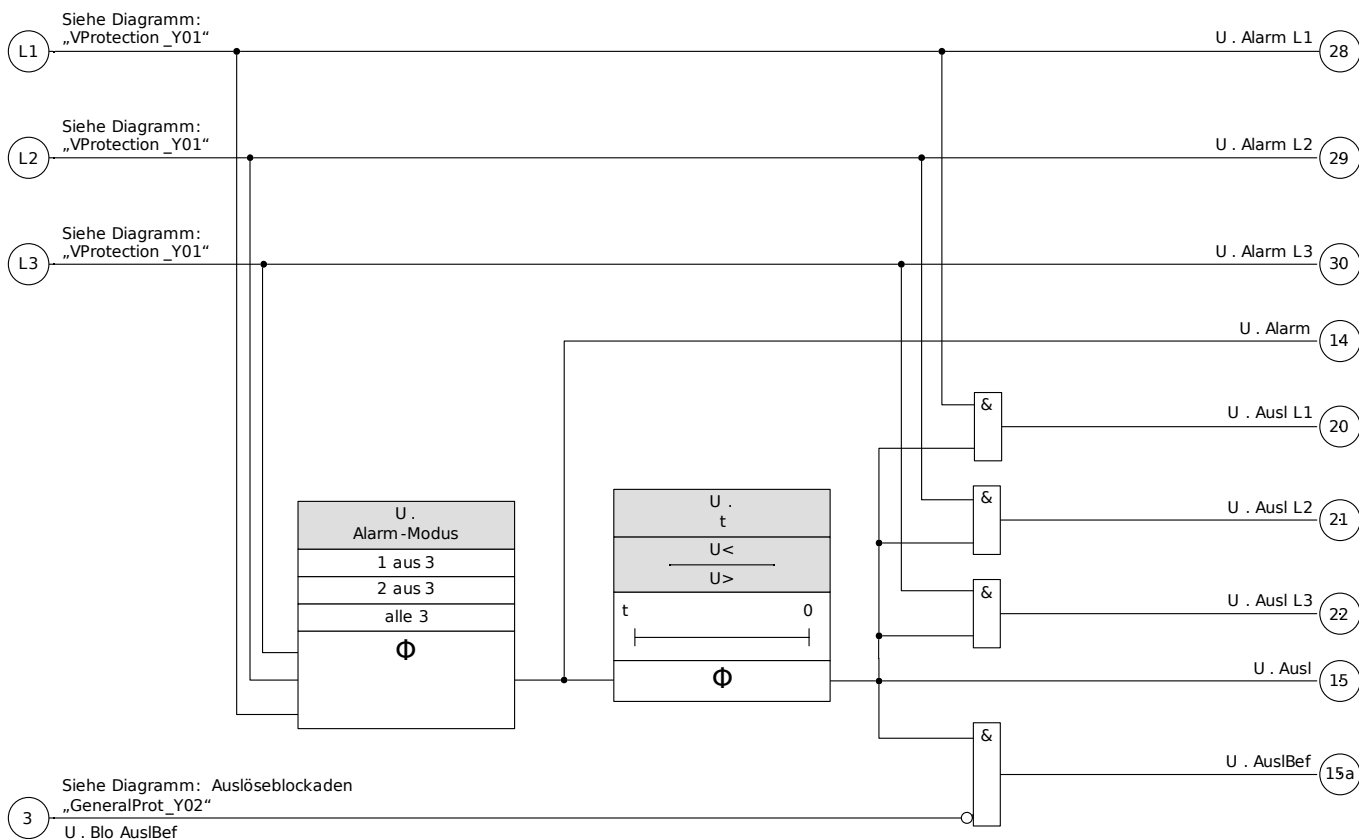 Siehe Diagramm:
„VProtection _Y01“
L1
U . Alarm L1
28
Siehe Diagramm:
„VProtection _Y01“
L2
U . Alarm L2
29
Siehe Diagramm:
„VProtection _Y01“
L3
U . Alarm L3
30
U . Alarm
14
&
U . Ausl L1
20
U .
Alarm -Modus
1 aus 3
2 aus 3
alle 3
Φ
U .
t
U<
U>
t 0
Φ
&
U . Ausl L2
21
&
U . Ausl L3
22
U . Ausl
15
&
U . AuslBef
15a
Siehe Diagramm: Auslöseblockaden
„GeneralProt _Y02“
3
U . Blo AuslBef